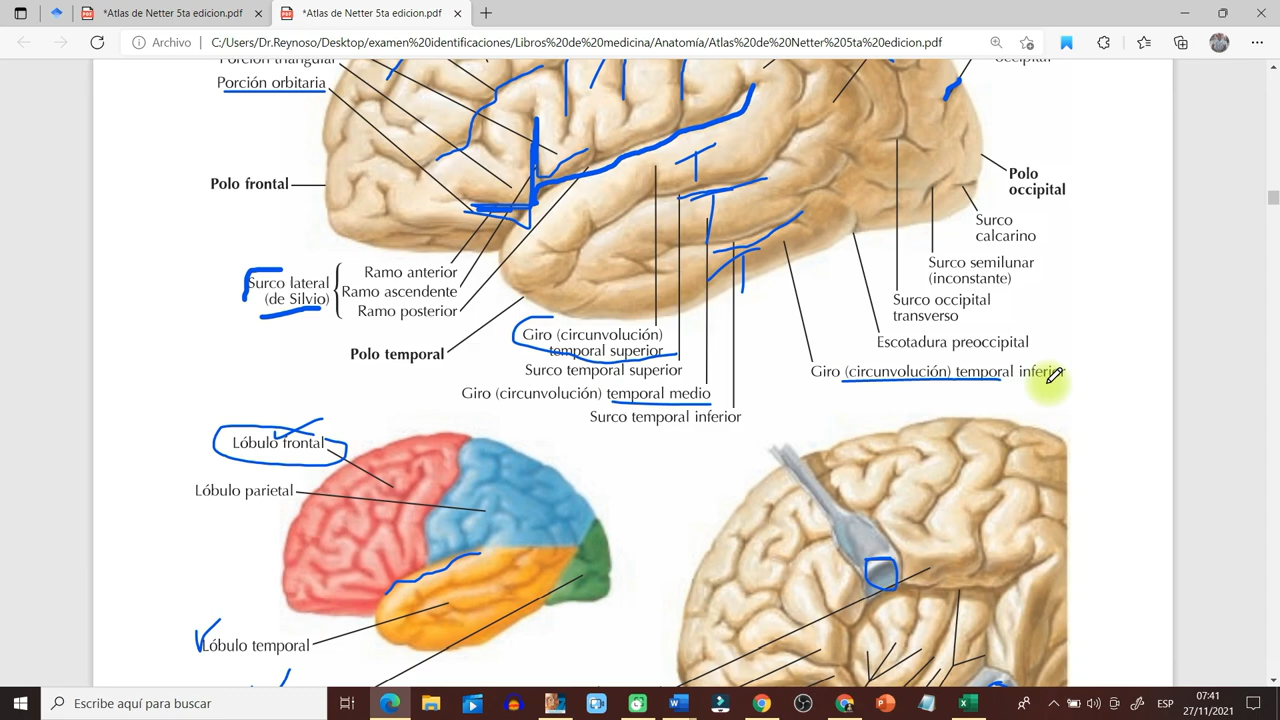 *Atlas de Netter 5ta edicion.pdf
*Atlas de Netter 5ta edicion.pdf
Archivo
C:/Users/Dr.Reynoso/Desktop/examen%20identificaciones/Libros%20de%20medicina/Anatomía/Atlas%20de%20Netter%205ta%20edicion.pdf
Porción triangular
Porción orbitaria
occipital
Polo frontal
Polo
occipital
Surco
calcarino
Surco semilunar
(inconstante)
Surco lateral
(de Silvio)
Ramo anterior
Ramo ascendente
Ramo posterior
Surco occipital
transverso
Giro (circunvolución)
temporal superior
Escotadura preoccipital
Polo temporal
Surco temporal superior
Giro (circunvolución) temporal inferior
Giro (circunvolución) temporal medio
Surco temporal inferior
Lóbulo frontal
Lóbulo parietal
Lóbulo temporal
Escribe aquí para buscar
ESP
07:41
27/11/2021